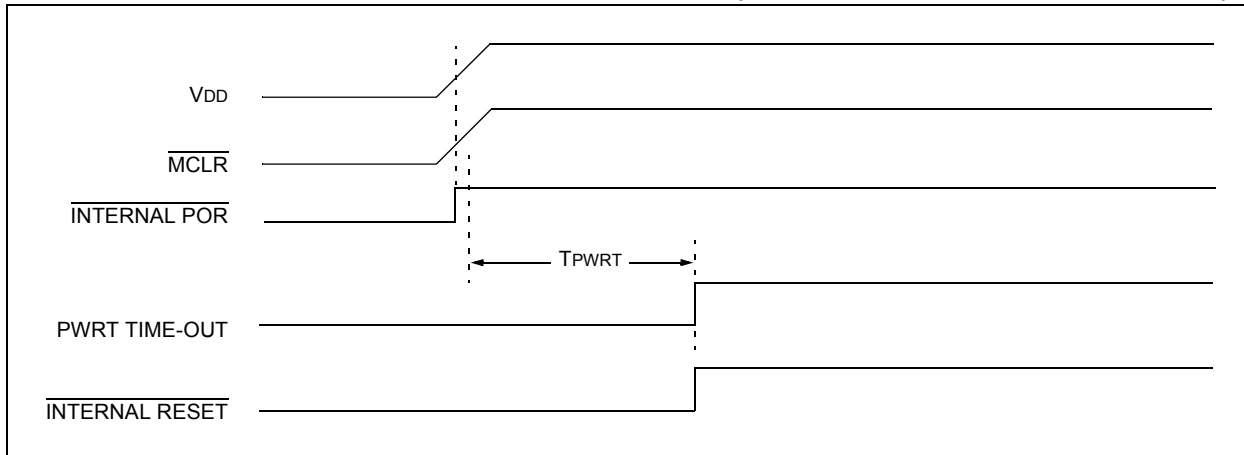 VDD
MCLR
INTERNAL POR
TPWRT
PWRT TIME-OUT
INTERNAL RESET